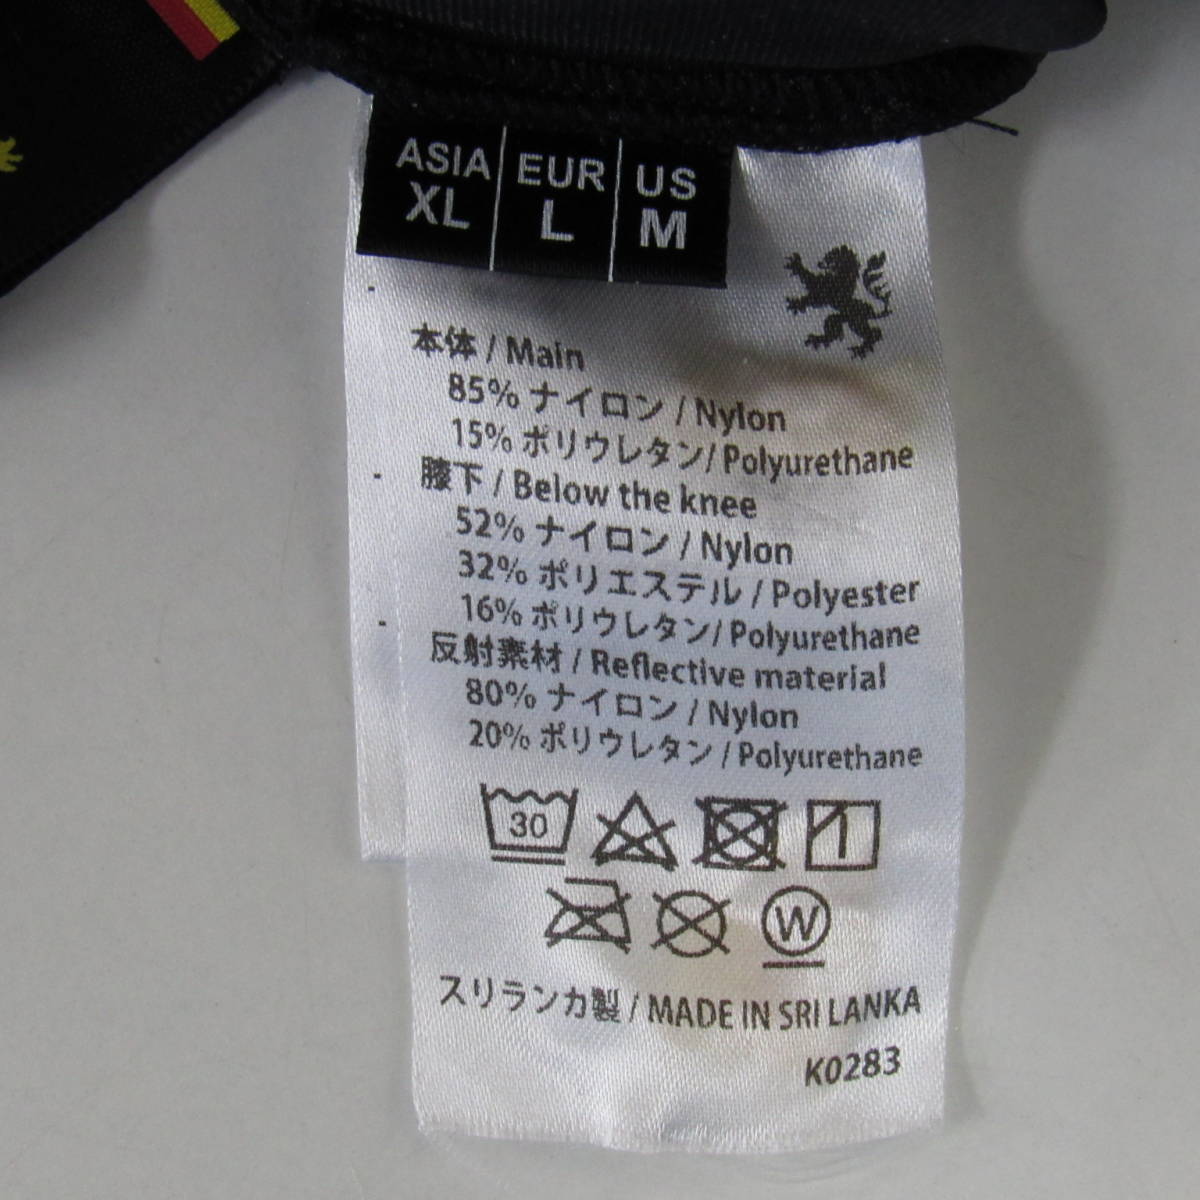 ASIA EUR US
XL L M
本体 / Main
85% ナイロン / Nylon
15% ポリウレタン / Polyurethane
膝下 / Below the knee
52% ナイロン / Nylon
32% ポリエステル / Polyester
16% ポリウレタン / Polyurethane
反射素材 / Reflective material
80% ナイロン / Nylon
20% ポリウレタン / Polyurethane
30
W
スリランカ製 / MADE IN SRI LANKA
K0283